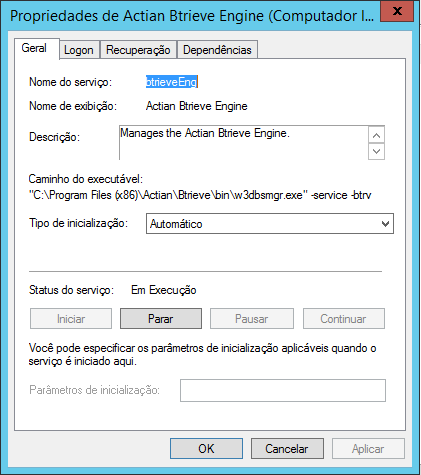 Propriedades de Actian Btrieve Engine (Computador l...
Geral Logon Recuperação Dependências
Nome do serviço: btrieveEng
Nome de exibição: Actian Btrieve Engine
Descrição: Manages the Actian Btrieve Engine.
Caminho do executável:
"C:\Program Files (x86)\Actian\Btrieve\bin\w3dbsmgr.exe" -service -btrv
Tipo de inicialização: Automático
Status do serviço: Em Execução
Iniciar Parar Pausar Continuar
Você pode especificar os parâmetros de inicialização aplicáveis quando o
serviço é iniciado aqui.
Parâmetros de inicialização:
OK Cancelar Aplicar